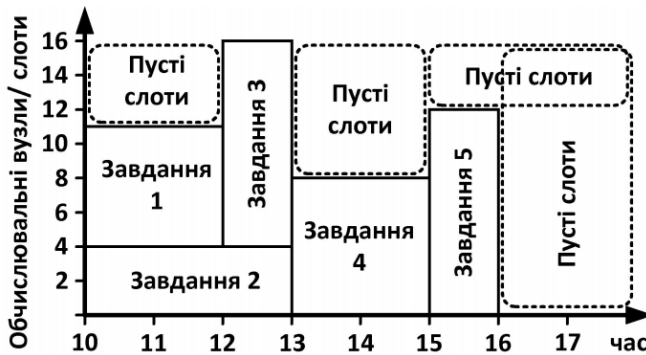 Обчислювальні вузли/ слоти
16
14
12
10
8
6
4
2
Пусті
слоти
Завдання
1
Завдання 2
Завдання 3
Пусті
слоти
Завдання
4
Завдання 5
Пусті слоти
Пусті слоти
10 11 12 13 14 15 16 17 час